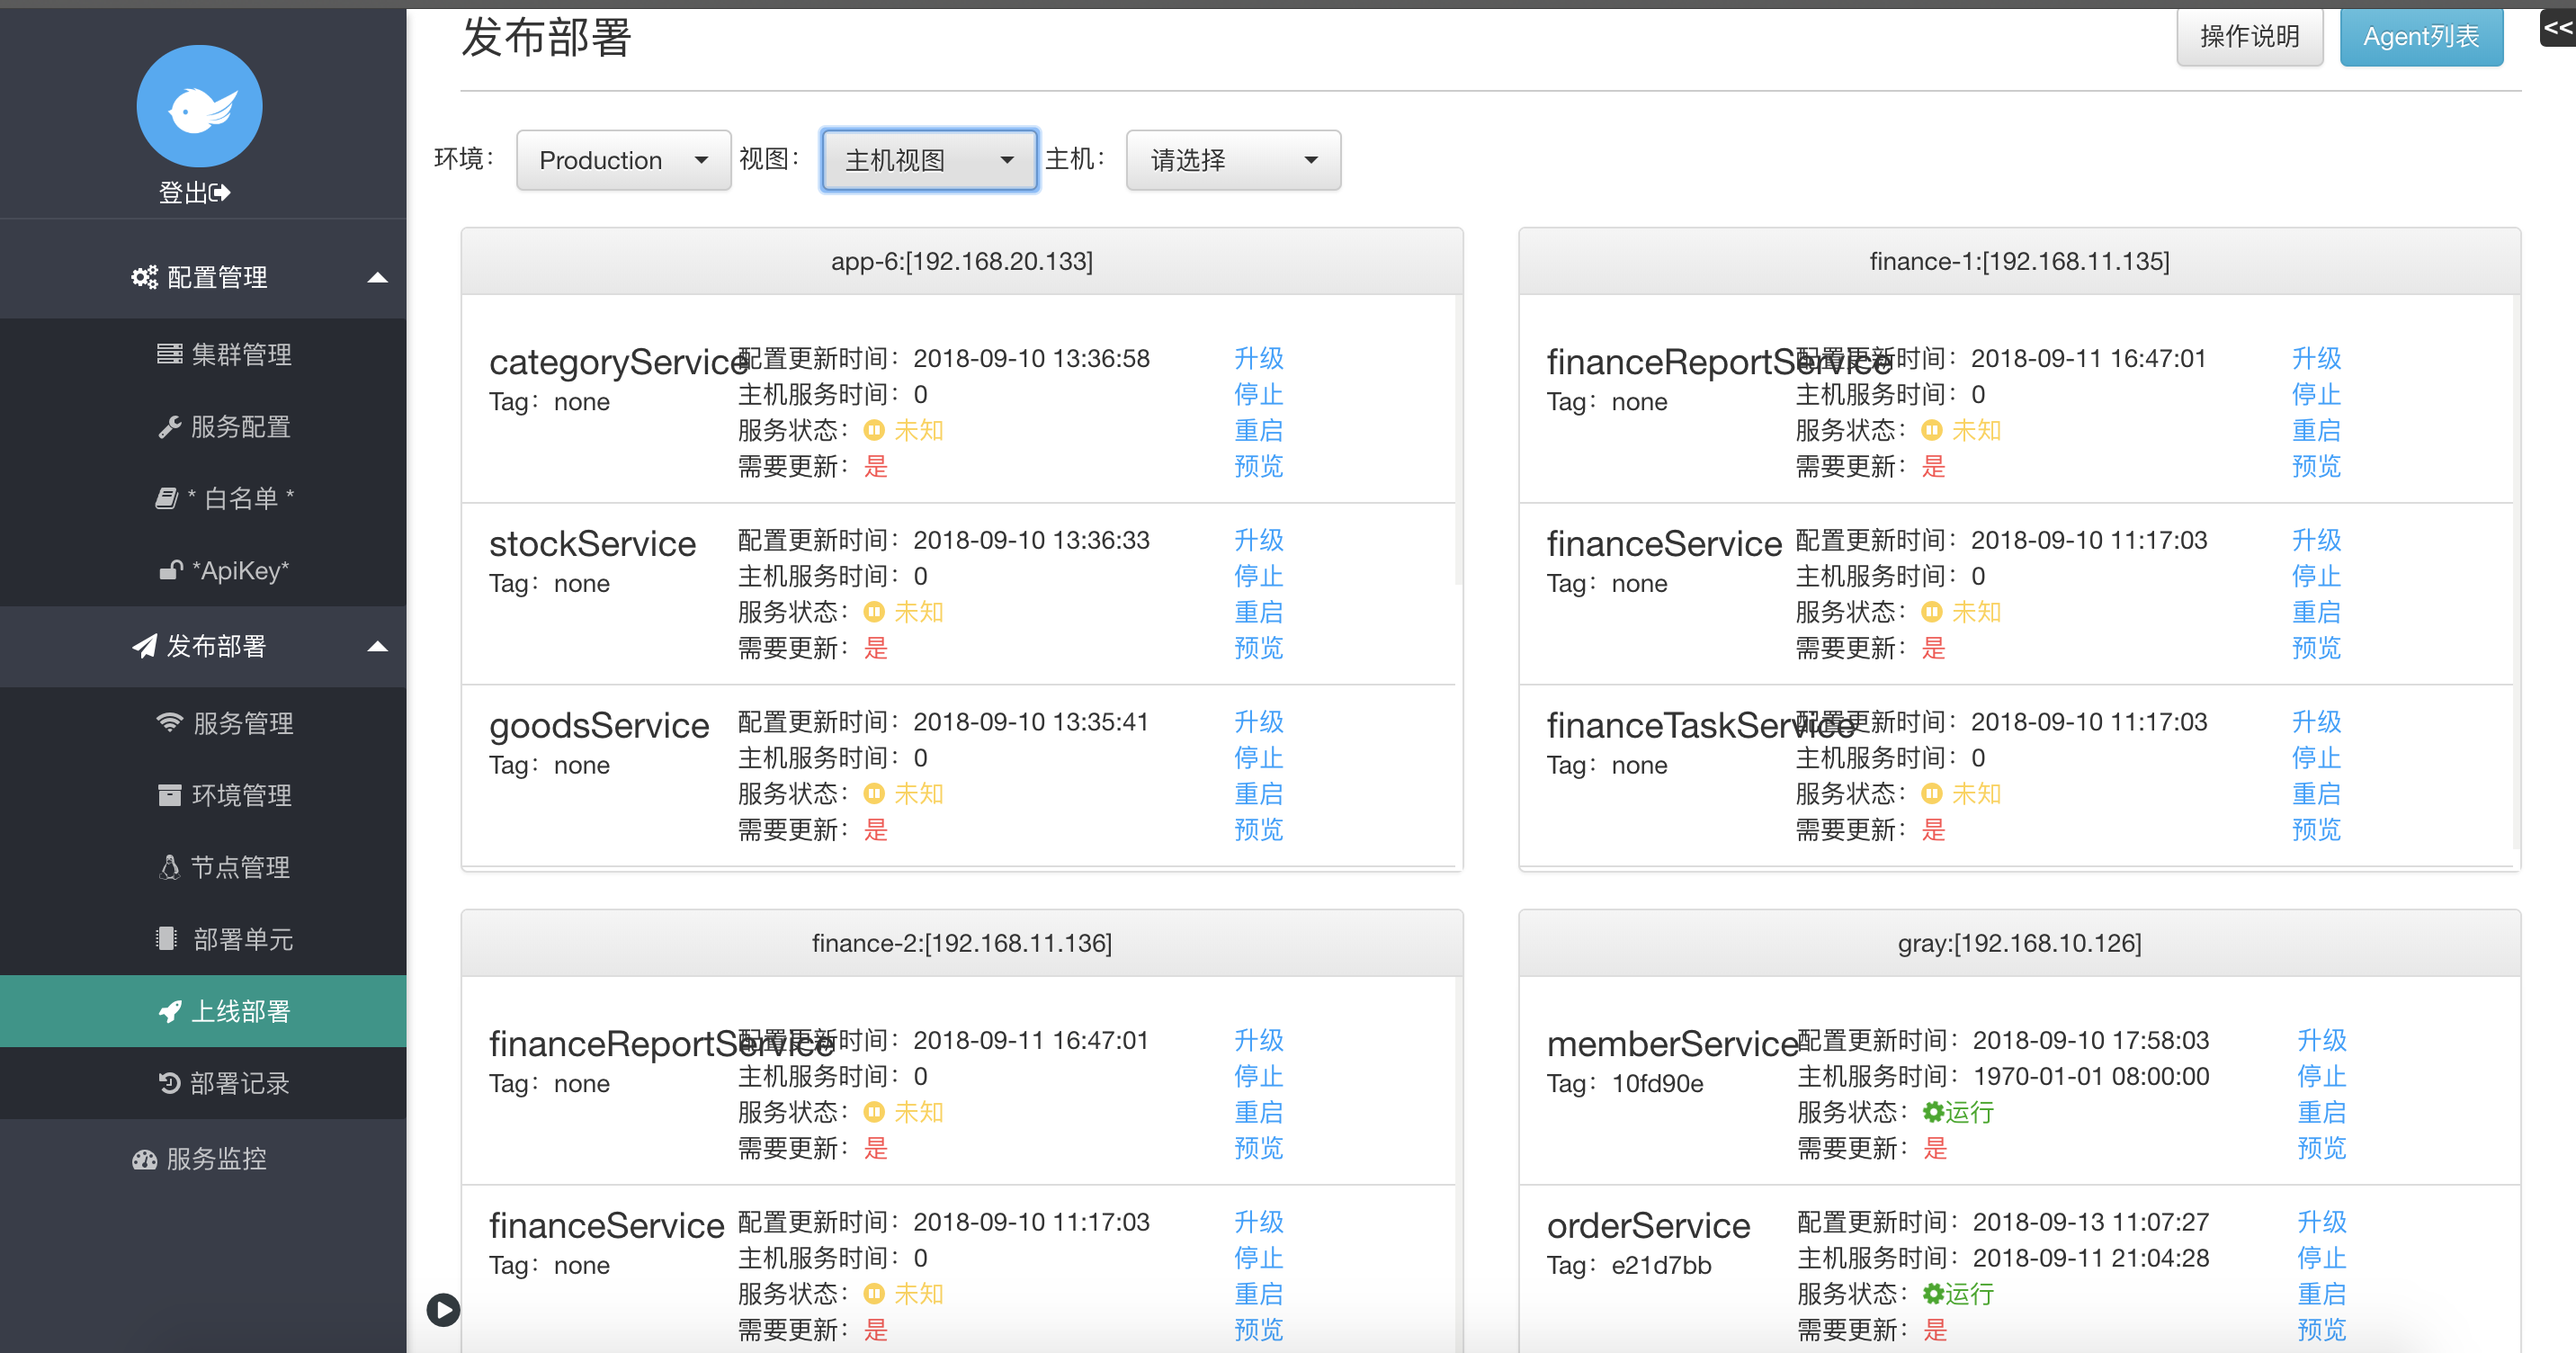 登出
配置管理
集群管理
服务配置
* 白名单 *
*ApiKey*
发布部署
服务管理
环境管理
节点管理
部署单元
上线部署
部署记录
服务监控
发布部署
操作说明
Agent列表
<<
环境： Production 视图： 主机视图 主机： 请选择
app-6:[192.168.20.133]
categoryService
Tag： none
配置更新时间： 2018-09-10 13:36:58 升级
主机服务时间： 0 停止
服务状态： 未知 重启
需要更新： 是 预览
stockService
Tag： none
配置更新时间： 2018-09-10 13:36:33 升级
主机服务时间： 0 停止
服务状态： 未知 重启
需要更新： 是 预览
goodsService
Tag： none
配置更新时间： 2018-09-10 13:35:41 升级
主机服务时间： 0 停止
服务状态： 未知 重启
需要更新： 是 预览
finance-1:[192.168.11.135]
financeReportService
Tag： none
配置更新时间： 2018-09-11 16:47:01 升级
主机服务时间： 0 停止
服务状态： 未知 重启
需要更新： 是 预览
financeService
Tag： none
配置更新时间： 2018-09-10 11:17:03 升级
主机服务时间： 0 停止
服务状态： 未知 重启
需要更新： 是 预览
financeTaskService
Tag： none
配置更新时间： 2018-09-10 11:17:03 升级
主机服务时间： 0 停止
服务状态： 未知 重启
需要更新： 是 预览
finance-2:[192.168.11.136]
financeReportService
Tag： none
配置更新时间： 2018-09-11 16:47:01 升级
主机服务时间： 0 停止
服务状态： 未知 重启
需要更新： 是 预览
financeService
Tag： none
配置更新时间： 2018-09-10 11:17:03 升级
主机服务时间： 0 停止
服务状态： 未知 重启
需要更新： 是 预览
gray:[192.168.10.126]
memberService
Tag： 10fd90e
配置更新时间： 2018-09-10 17:58:03 升级
主机服务时间： 1970-01-01 08:00:00 停止
服务状态： 运行 重启
需要更新： 是 预览
orderService
Tag： e21d7bb
配置更新时间： 2018-09-13 11:07:27 升级
主机服务时间： 2018-09-11 21:04:28 停止
服务状态： 运行 重启
需要更新： 是 预览